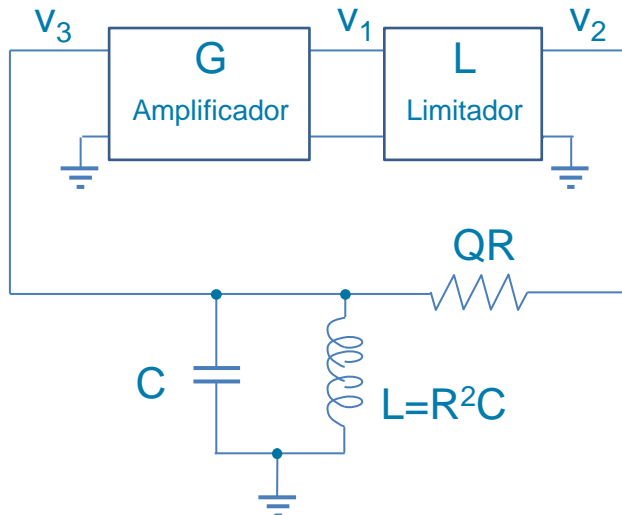 v3 v1 v2
G L
Amplificador Limitador
QR
C
L=R²C